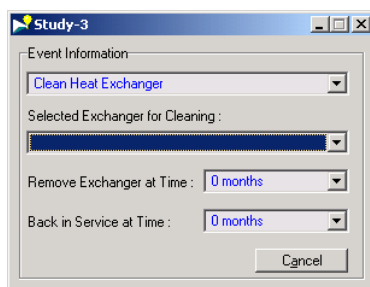 Study-3
Event Information
Clean Heat Exchanger
Selected Exchanger for Cleaning :
Remove Exchanger at Time : 0 months
Back in Service at Time : 0 months
Cancel